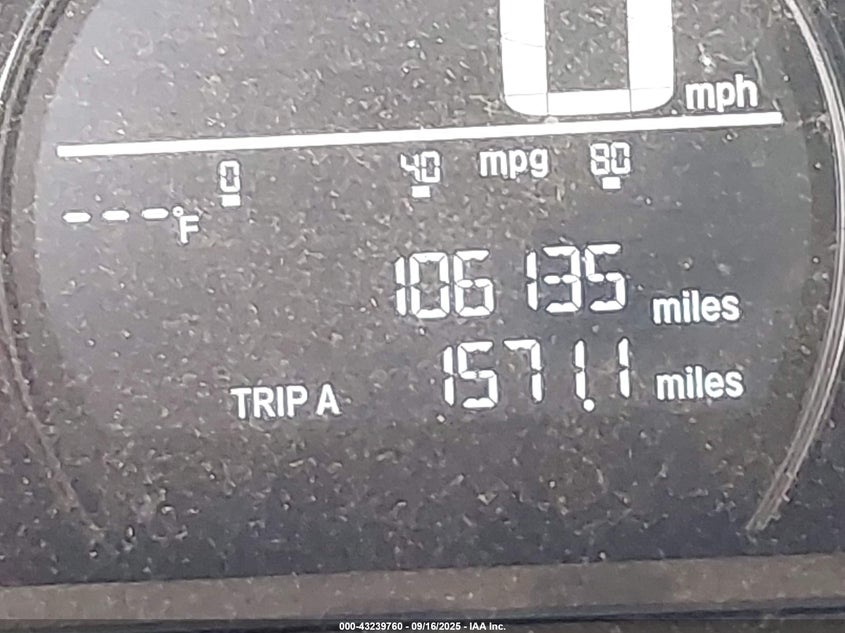 0 mph
0 40 mpg 80
---°F
106135 miles
TRIP A 1571.1 miles
000-43239760 - 09/16/2025 - IAA Inc.